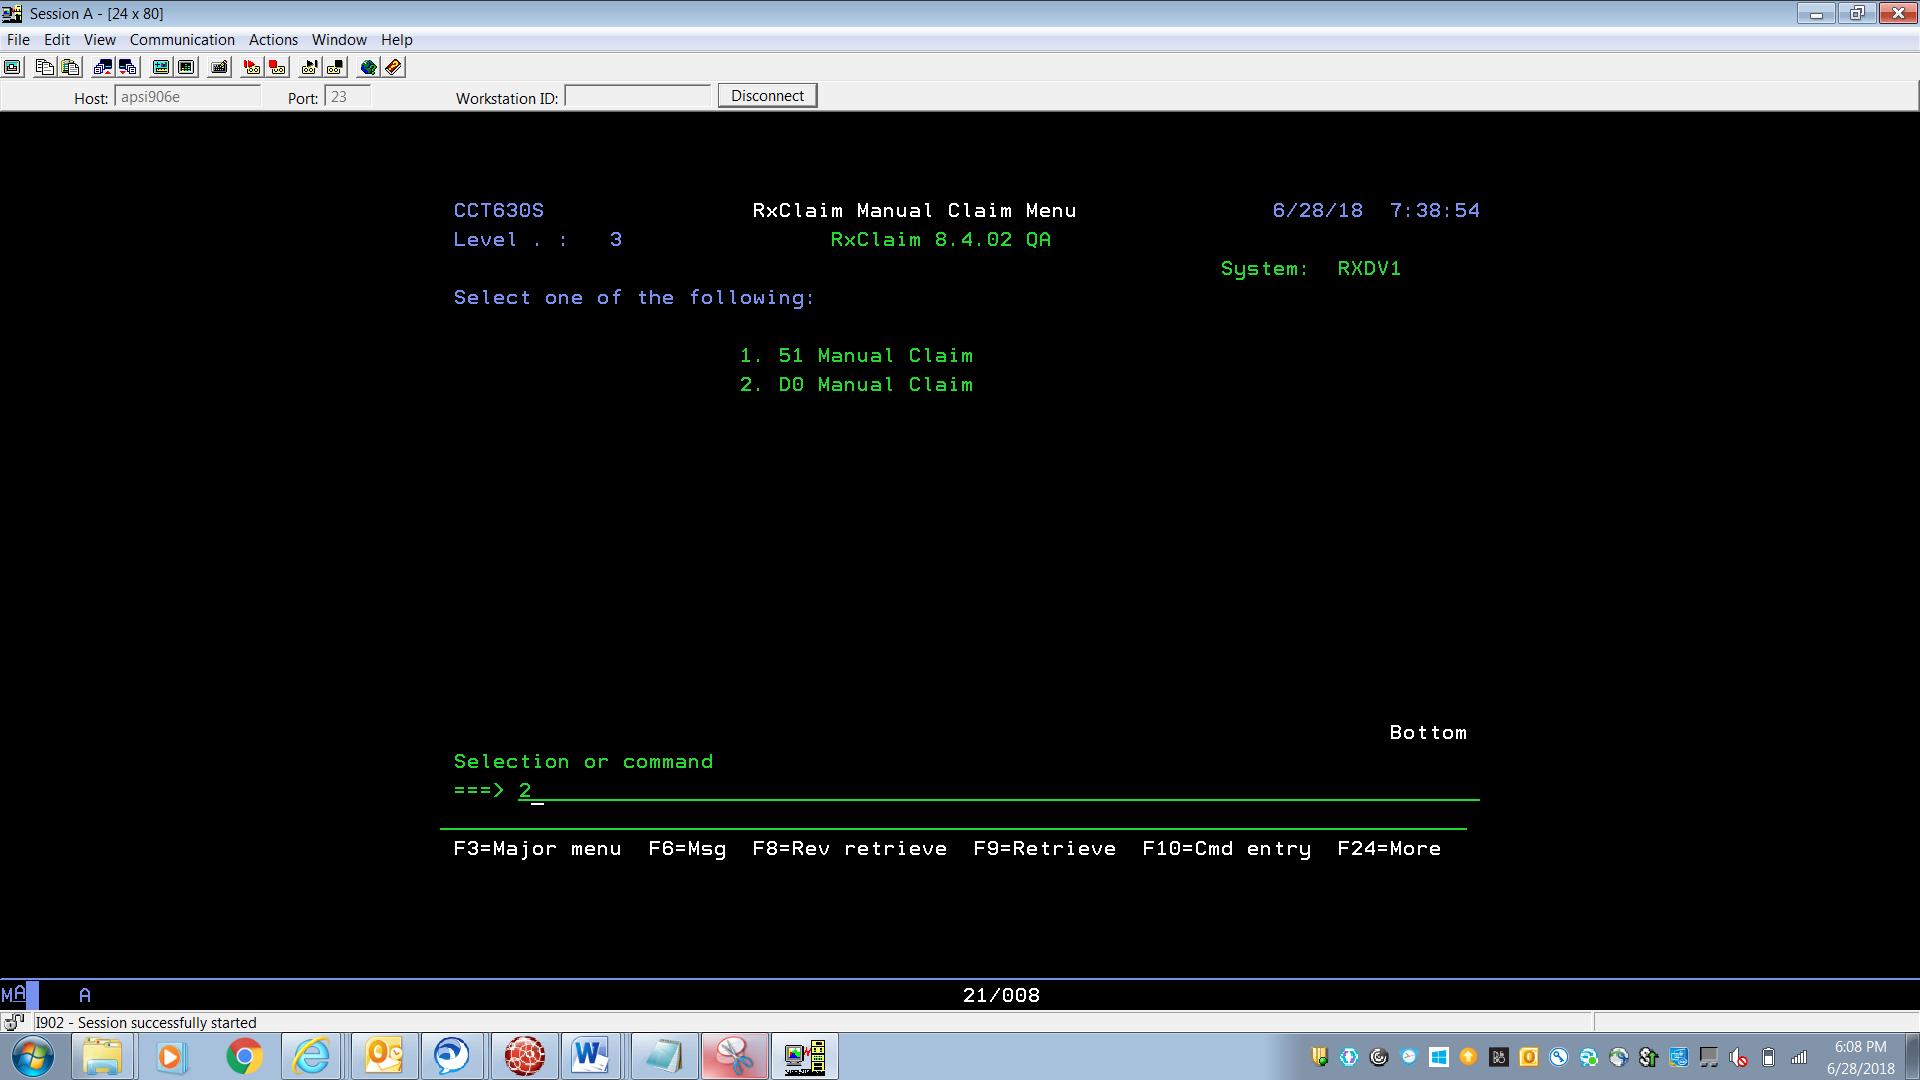 Session A - [24 x 80]
File Edit View Communication Actions Window Help
Host: apsi906e Port: 23 Workstation ID: Disconnect
CCT630S RxClaim Manual Claim Menu 6/28/18 7:38:54
Level . : 3 RxClaim 8.4.02 QA
System: RXDV1
Select one of the following:
1. 51 Manual Claim
2. D0 Manual Claim
Bottom
Selection or command
===> 2
F3=Major menu F6=Msg F8=Rev retrieve F9=Retrieve F10=Cmd entry F24=More
MA A 21/008
I902 - Session successfully started
6:08 PM
6/28/2018